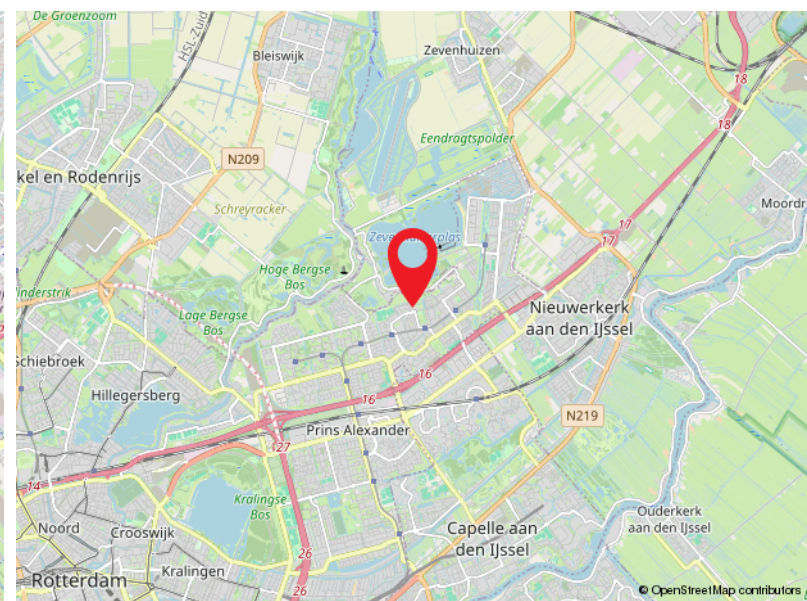 De Groenzoom
HSL-Zuid
Bleiswijk
Zevenhuizen
18
18
Eendragtspolder
N209
kel en Rodenrijs
Schreyracker
Moordr
17
17
Hoge Bergse
Bos
Lage Bergse
Bos
Nieuwerkerk
aan den IJssel
Schiebroek
16
16
Hillegersberg
N219
Prins Alexander
27
14
Kralingse
Bos
Noord
Crooswijk
Capelle aan
den IJssel
Ouderkerk
aan den IJssel
26
26
Kralingen
Rotterdam
© OpenStreetMap contributors